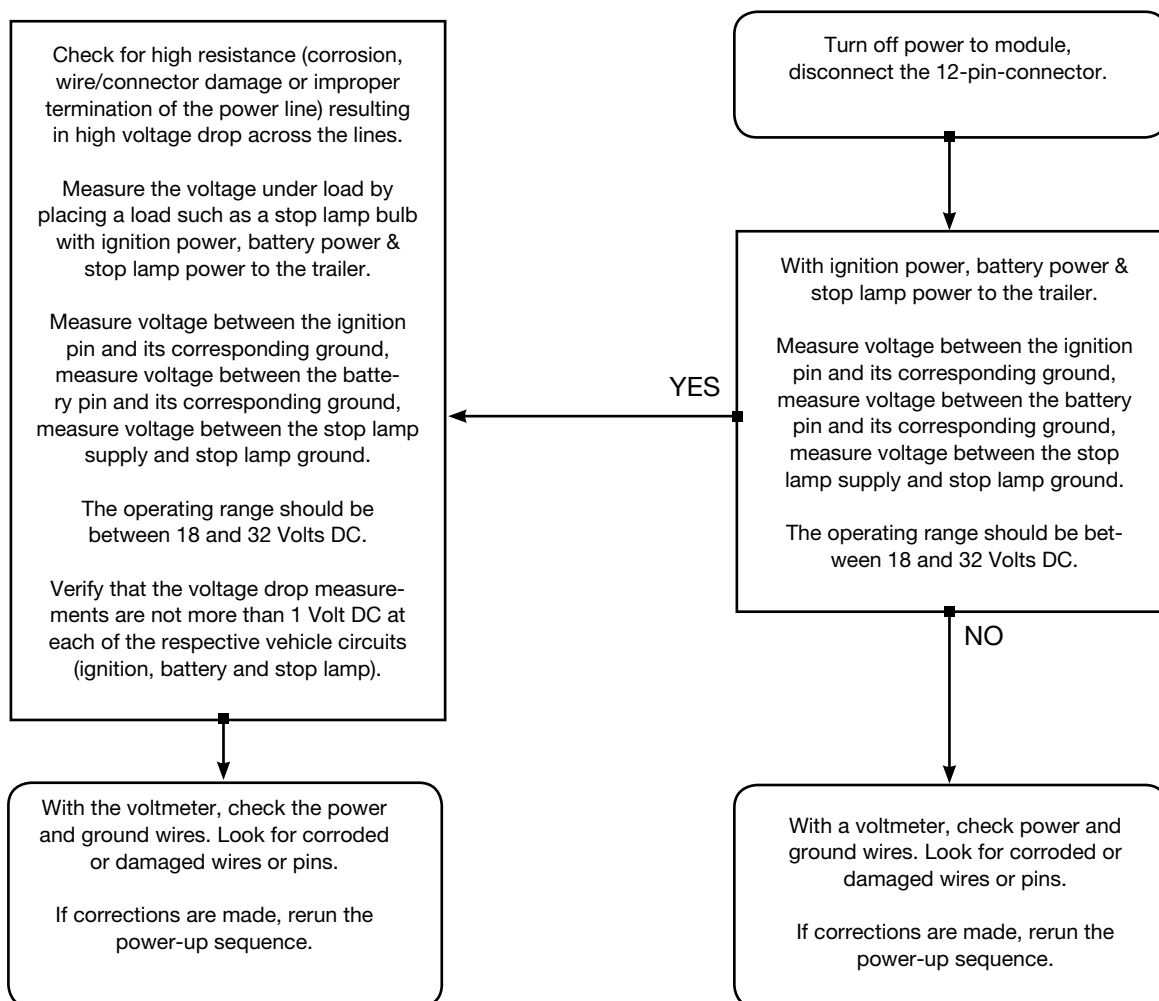 Turn off power to module,
disconnect the 12-pin-connector.
With ignition power, battery power &
stop lamp power to the trailer.
Measure voltage between the ignition
pin and its corresponding ground,
measure voltage between the battery
pin and its corresponding ground,
measure voltage between the stop
lamp supply and stop lamp ground.
The operating range should be bet-
ween 18 and 32 Volts DC.
YES
Check for high resistance (corrosion,
wire/connector damage or improper
termination of the power line) resulting
in high voltage drop across the lines.
Measure the voltage under load by
placing a load such as a stop lamp bulb
with ignition power, battery power &
stop lamp power to the trailer.
Measure voltage between the ignition
pin and its corresponding ground,
measure voltage between the batte-
ry pin and its corresponding ground,
measure voltage between the stop lamp
supply and stop lamp ground.
The operating range should be
between 18 and 32 Volts DC.
Verify that the voltage drop measure-
ments are not more than 1 Volt DC at
each of the respective vehicle circuits
(ignition, battery and stop lamp).
With the voltmeter, check the power
and ground wires. Look for corroded
or damaged wires or pins.
If corrections are made, rerun the
power-up sequence.
NO
With a voltmeter, check power and
ground wires. Look for corroded or
damaged wires or pins.
If corrections are made, rerun the
power-up sequence.